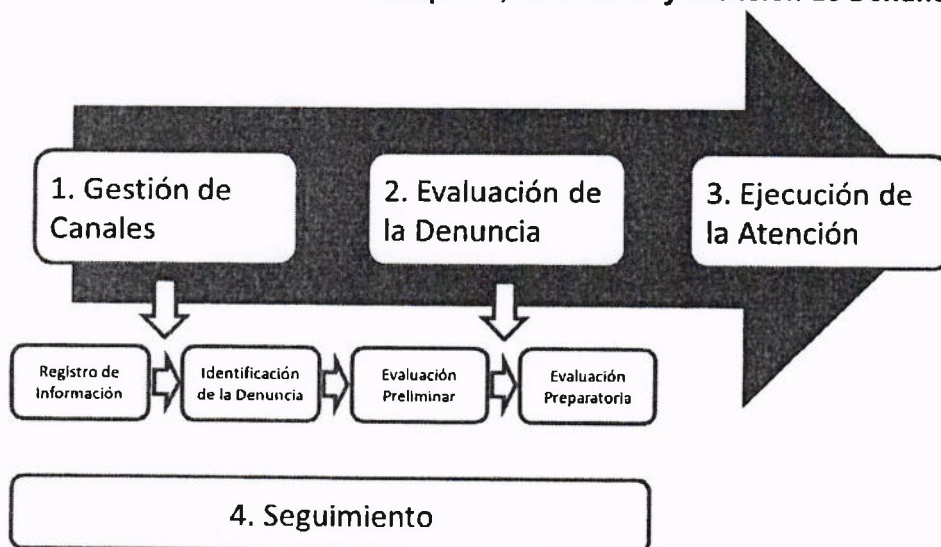 1. Gestión de
Canales
2. Evaluación de
la Denuncia
3. Ejecución de
la Atención
Registro de
Información
Identificación
de la Denuncia
Evaluación
Preliminar
Evaluación
Preparatoria
4. Seguimiento